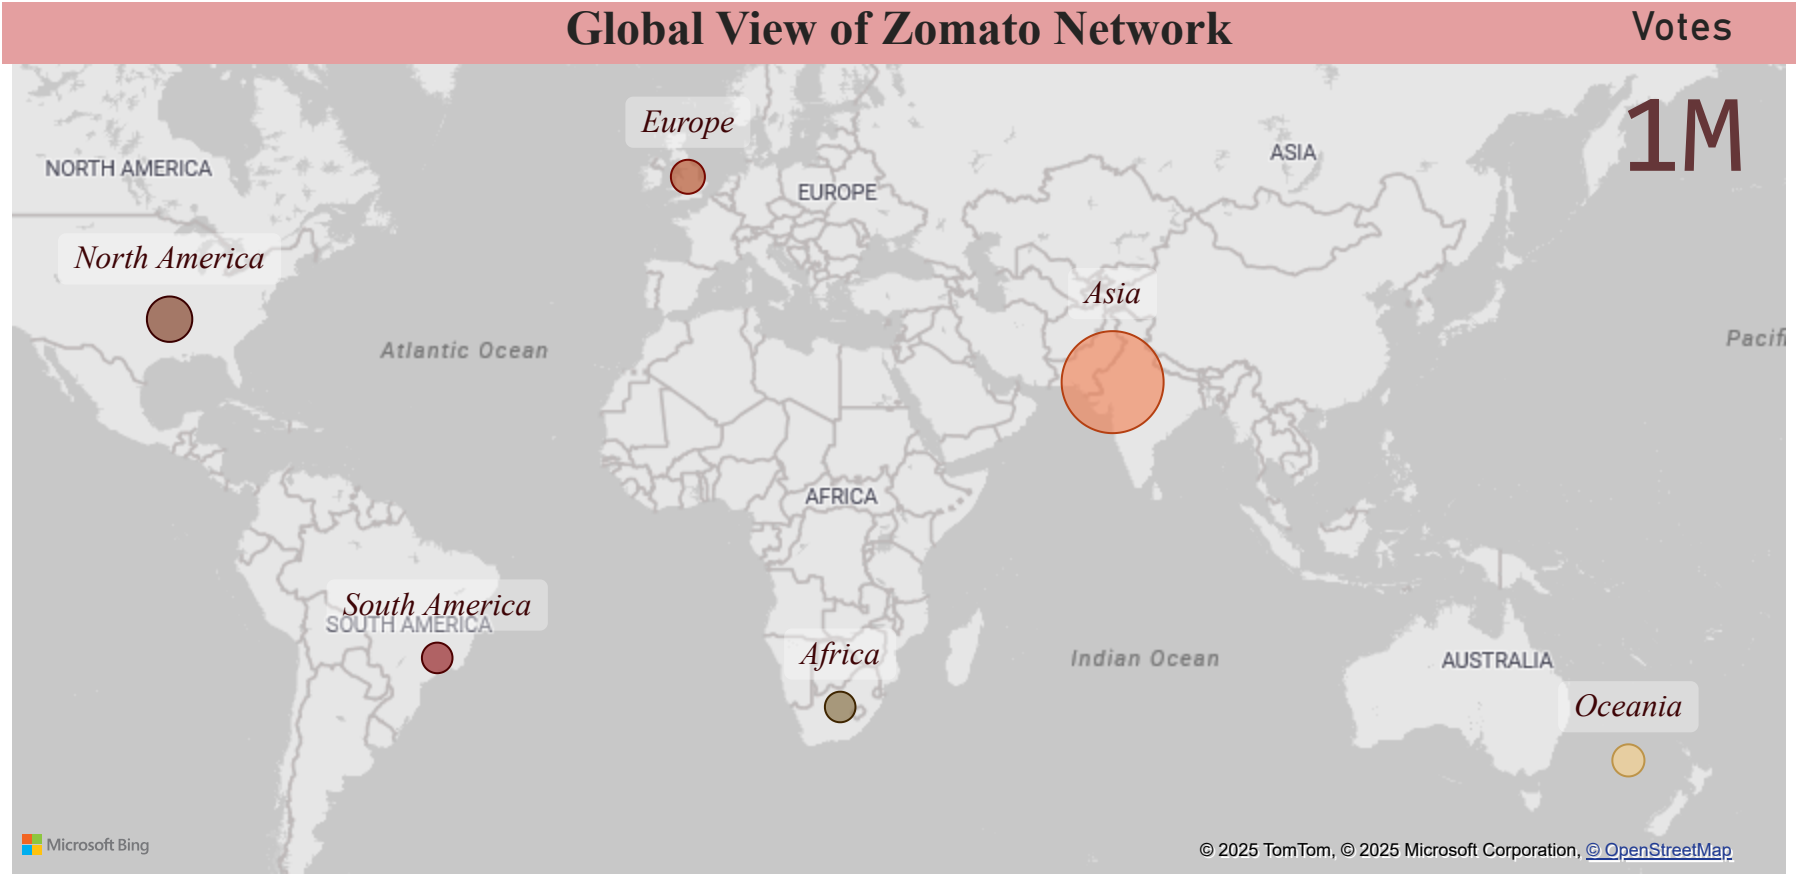 Global View of Zomato Network
Votes
1M
Europe
ASIA
NORTH AMERICA
EUROPE
North America
Asia
Pacifi
Atlantic Ocean
AFRICA
South America
SOUTH AMERICA
Africa
Indian Ocean
AUSTRALIA
Oceania
Microsoft Bing
© 2025 TomTom, © 2025 Microsoft Corporation, © OpenStreetMap